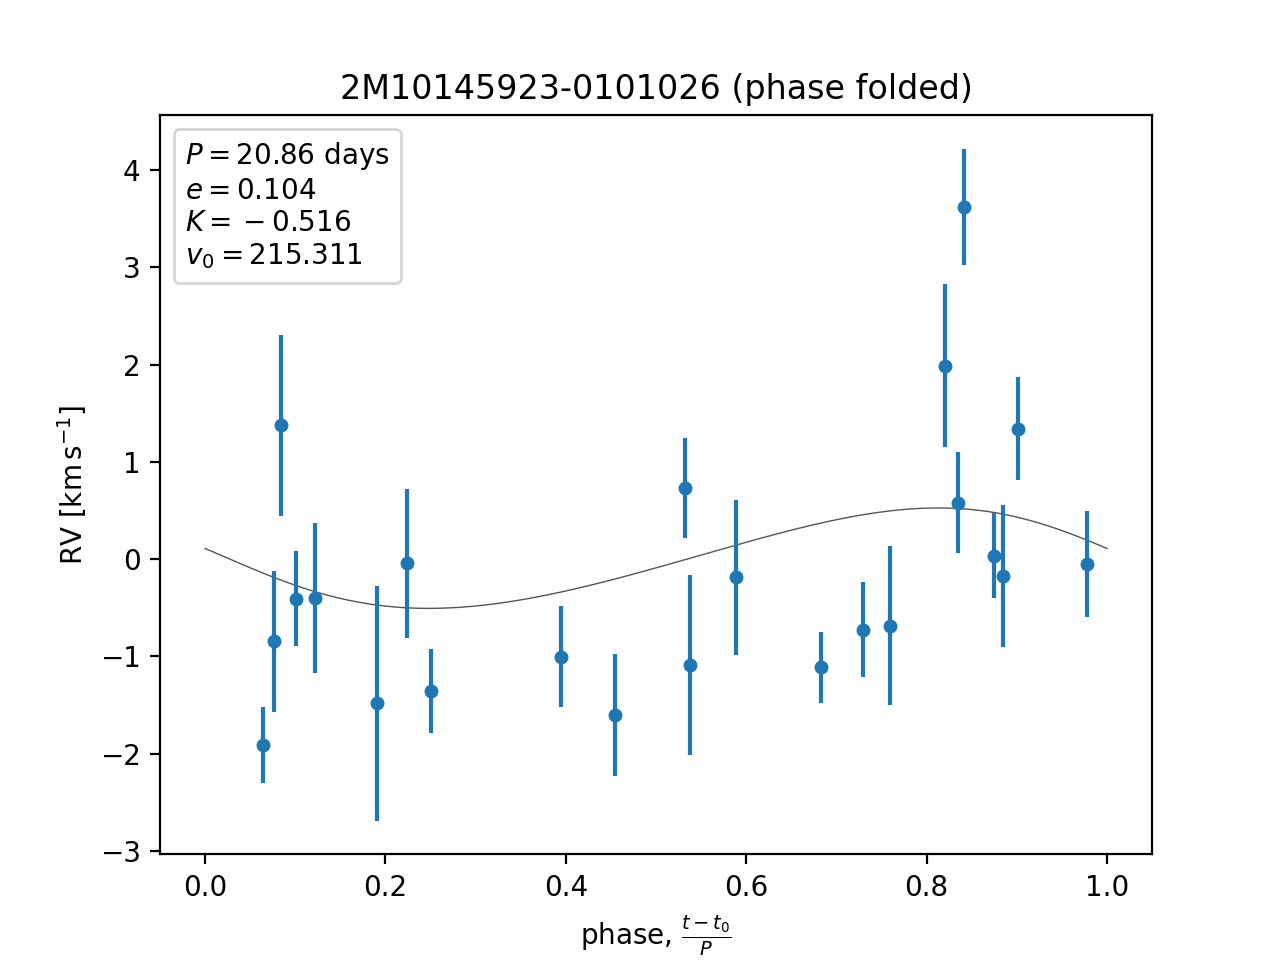 2M10145923-0101026 (phase folded)
P = 20.86 days
e = 0.104
K = −0.516
v₀ = 215.311
4
3
2
1
0
−1
−2
−3
RV [km s⁻¹]
0.0 0.2 0.4 0.6 0.8 1.0
phase, (t − t₀)/P